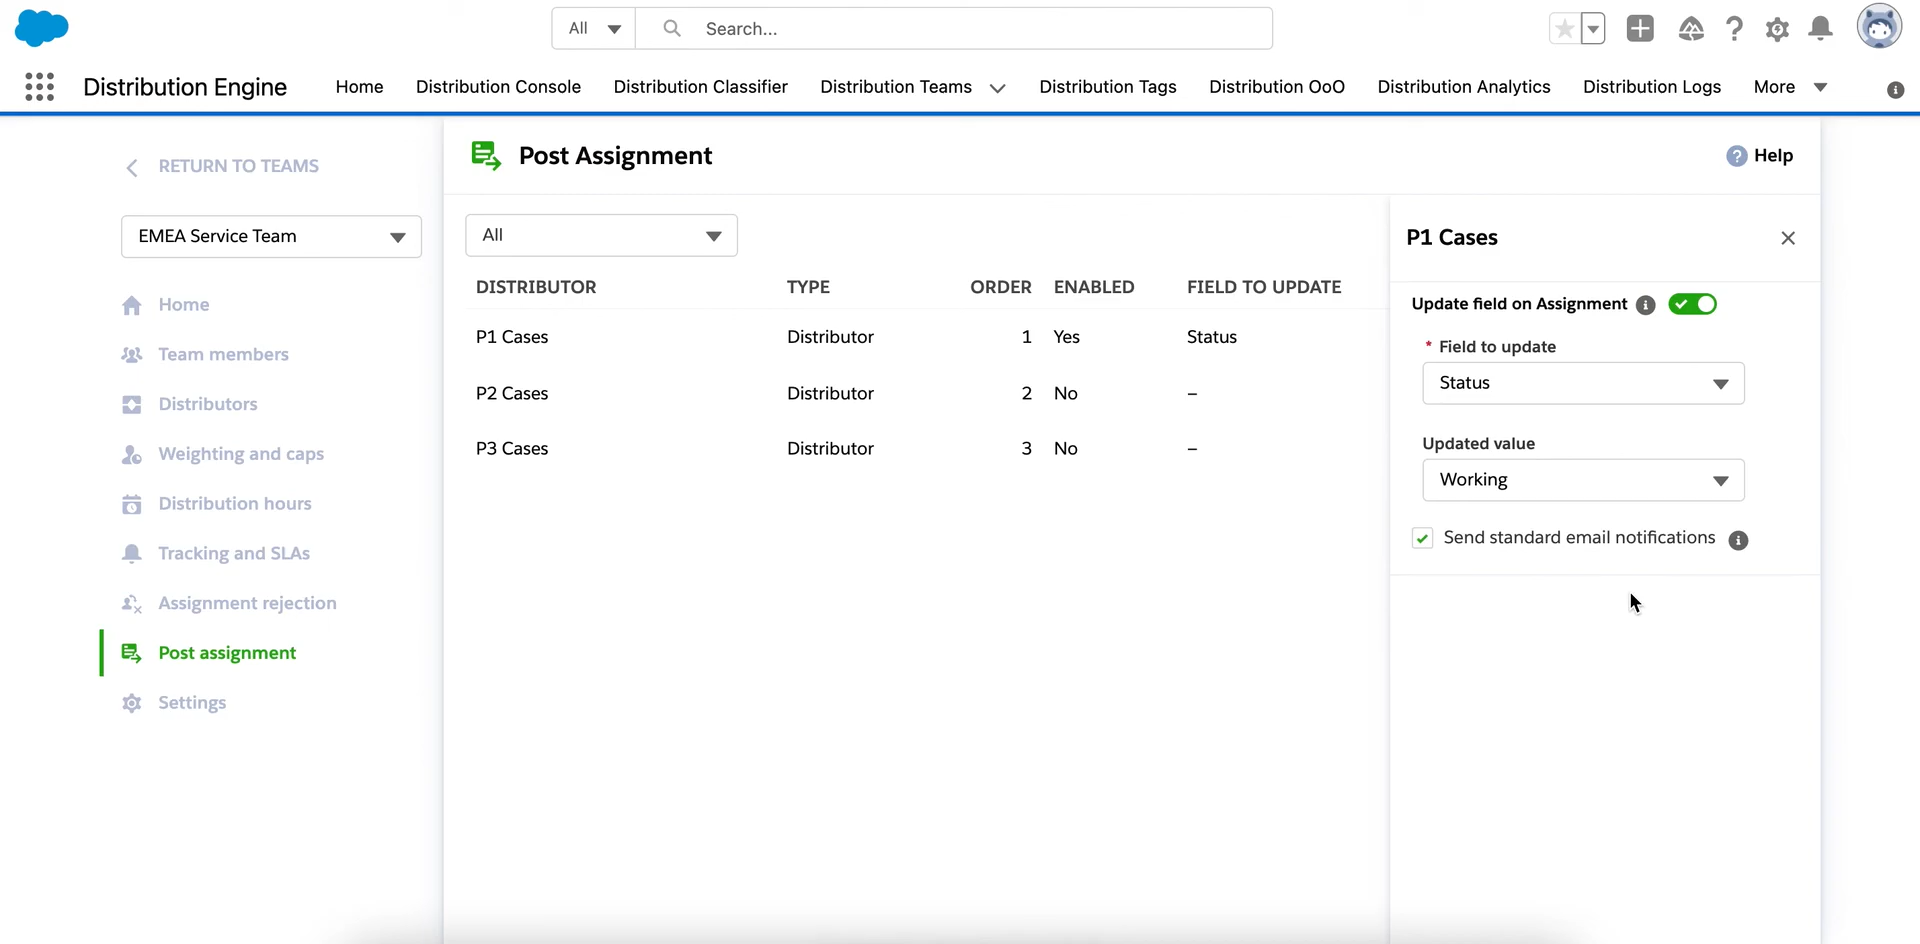 All
Search...
Distribution Engine
Home
Distribution Console
Distribution Classifier
Distribution Teams
Distribution Tags
Distribution OoO
Distribution Analytics
Distribution Logs
More
RETURN TO TEAMS
EMEA Service Team
Home
Team members
Distributors
Weighting and caps
Distribution hours
Tracking and SLAs
Assignment rejection
Post assignment
Settings
Post Assignment
Help
All
DISTRIBUTOR TYPE ORDER ENABLED FIELD TO UPDATE
P1 Cases Distributor 1 Yes Status
P2 Cases Distributor 2 No –
P3 Cases Distributor 3 No –
P1 Cases
Update field on Assignment
* Field to update
Status
Updated value
Working
Send standard email notifications